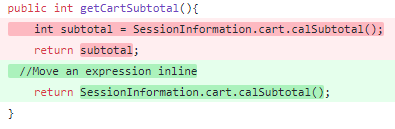 public int getCartSubtotal(){
int subtotal = SessionInformation.cart.calSubtotal();
return subtotal;
//Move an expression inline
return SessionInformation.cart.calSubtotal();
}